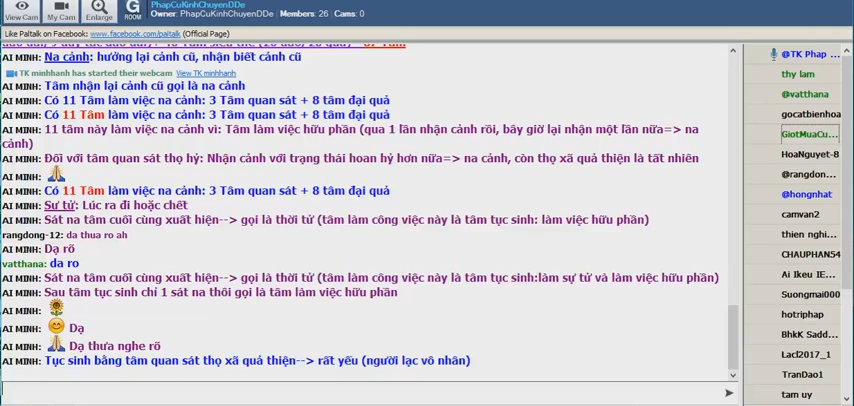 PhapCuKinhChuyenDDe
View Cam
My Cam
Enlarge
G
ROOM
Owner: PhapCuKinhChuyenDDe | Members: 26 | Cams: 0
Like Paltalk on Facebook: www.facebook.com/paltalk (Official Page)
AI MINH: Na cảnh: hưởng lại cảnh cũ, nhận biết cảnh cũ
TK minhhanh has started their webcam View TK minhhanh
AI MINH: Tâm nhận lại cảnh cũ gọi là na cảnh
AI MINH: Có 11 Tâm làm việc na cảnh: 3 Tâm quan sát + 8 tâm đại quả
AI MINH: Có 11 Tâm làm việc na cảnh: 3 Tâm quan sát + 8 tâm đại quả
AI MINH: 11 tâm này làm việc na cảnh vì: Tâm làm việc hữu phần (qua 1 lần nhận cảnh rồi, bây giờ lại nhận một lần nữa=> na
cảnh)
AI MINH: Đối với tâm quan sát thọ hỷ: Nhận cảnh với trạng thái hoan hỷ hơn nữa=> na cảnh, còn thọ xã quả thiện là tất nhiên
AI MINH:
AI MINH: Có 11 Tâm làm việc na cảnh: 3 Tâm quan sát + 8 tâm đại quả
AI MINH: Sư tử: Lúc ra đi hoặc chết
AI MINH: Sát na tâm cuối cùng xuất hiện--> gọi là thời tử (tâm làm công việc này là tâm tục sinh: làm việc hữu phần)
rangdong-12: da thua ro ah
AI MINH: Dạ rõ
vatthana: da ro
AI MINH: Sát na tâm cuối cùng xuất hiện--> gọi là thời tử (tâm làm công việc này là tâm tục sinh:làm sự tử và làm việc hữu phần)
AI MINH: Sau tâm tục sinh chỉ 1 sát na thôi gọi là tâm làm việc hữu phần
AI MINH:
AI MINH: Dạ
AI MINH: Dạ thưa nghe rõ
AI MINH: Tục sinh bằng tâm quan sát thọ xã quả thiện--> rất yếu (người lạc vô nhân)
@TK Phap ...
thy lam
@vatthana
gocatbienhoa
GiotMuaCu...
HoaNguyet-8
@rangdon...
@hongnhat
camvan2
thien nghi...
CHAUPHAN54
Ai Ikeu IE...
Suongmai000
hotriphap
BhkK Sadd...
Lacl2017_1
TranDao1
tam uy